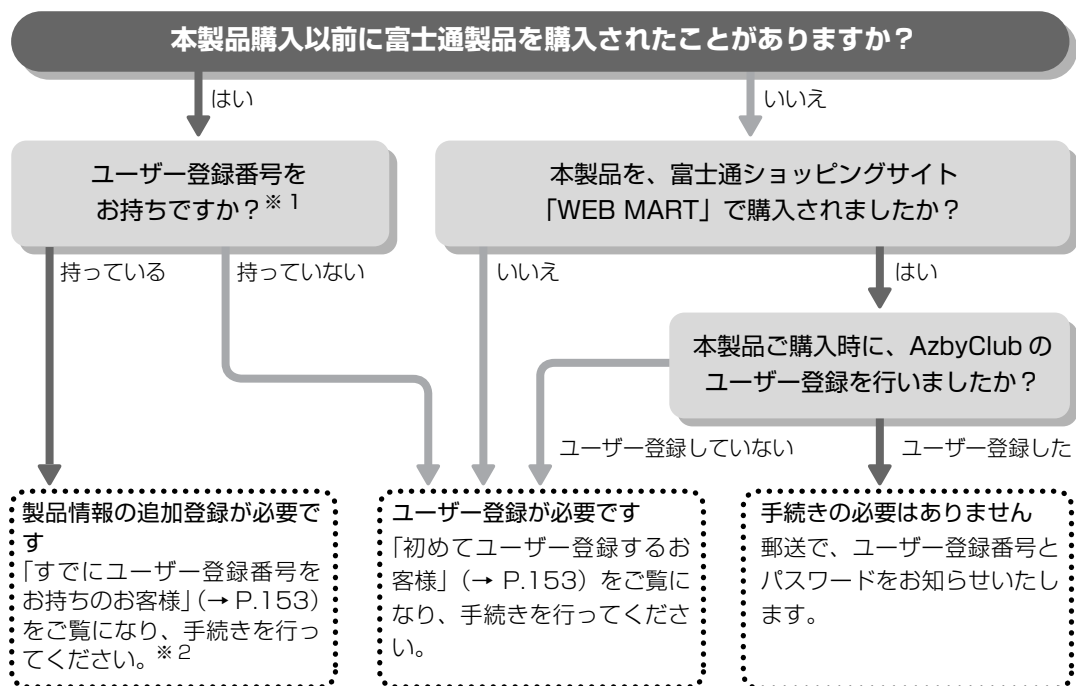 本製品購入以前に富士通製品を購入されたことがありますか？
はい
いいえ
ユーザー登録番号を
お持ちですか？※1
本製品を、富士通ショッピングサイト
「WEB MART」で購入されましたか？
持っている
持っていない
いいえ
はい
本製品ご購入時に、AzbyClub の
ユーザー登録を行いましたか？
ユーザー登録していない
ユーザー登録した
製品情報の追加登録が必要で
す
「すでにユーザー登録番号を
お持ちのお客様」（→ P.153）
をご覧になり、手続きを行っ
てください。※2
ユーザー登録が必要です
「初めてユーザー登録するお
客様」（→ P.153）をご覧に
なり、手続きを行ってくださ
い。
手続きの必要はありません
郵送で、ユーザー登録番号と
パスワードをお知らせいたし
ます。